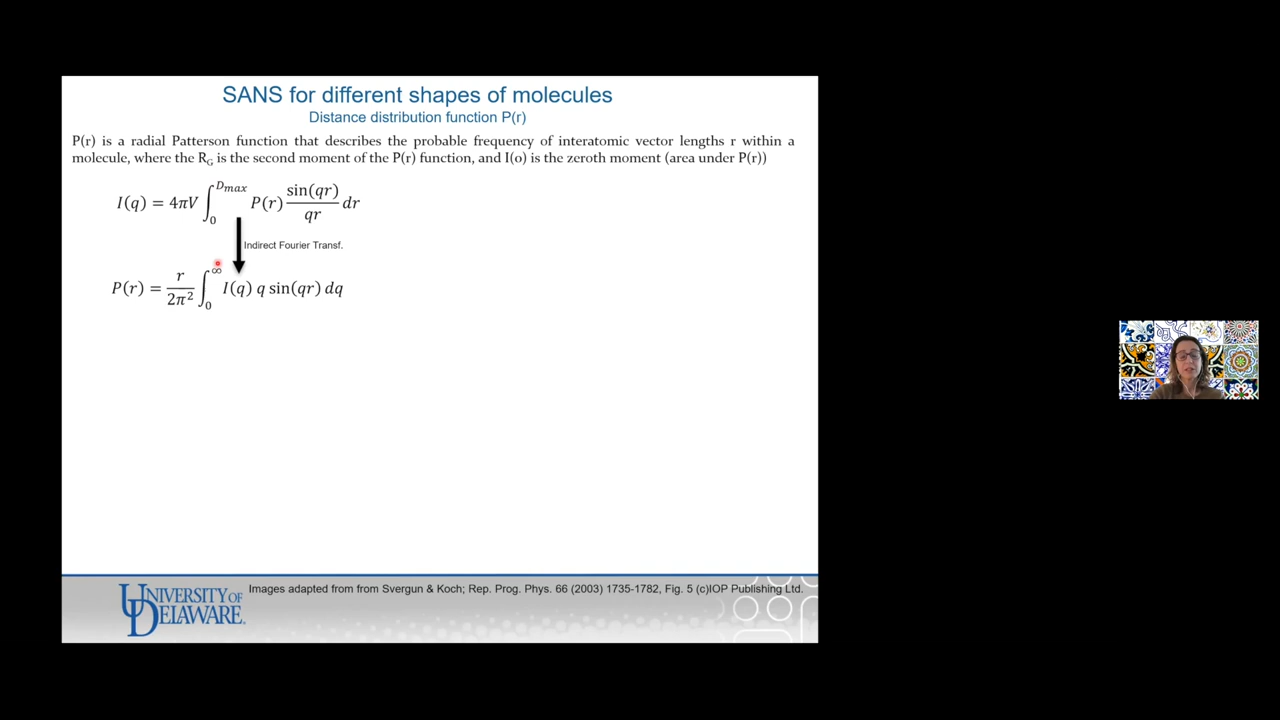 SANS for different shapes of molecules
Distance distribution function P(r)
P(r) is a radial Patterson function that describes the probable frequency of interatomic vector lengths r within a
molecule, where the R_G is the second moment of the P(r) function, and I(0) is the zeroth moment (area under P(r))
I(q) = 4πV ∫_0^{Dmax} P(r) sin(qr)/qr dr
Indirect Fourier Transf.
P(r) = r/2π² ∫_0^∞ I(q) q sin(qr) dq
Images adapted from from Svergun & Koch; Rep. Prog. Phys. 66 (2003) 1735-1782, Fig. 5 (c)IOP Publishing Ltd.
UNIVERSITY OF
DELAWARE.